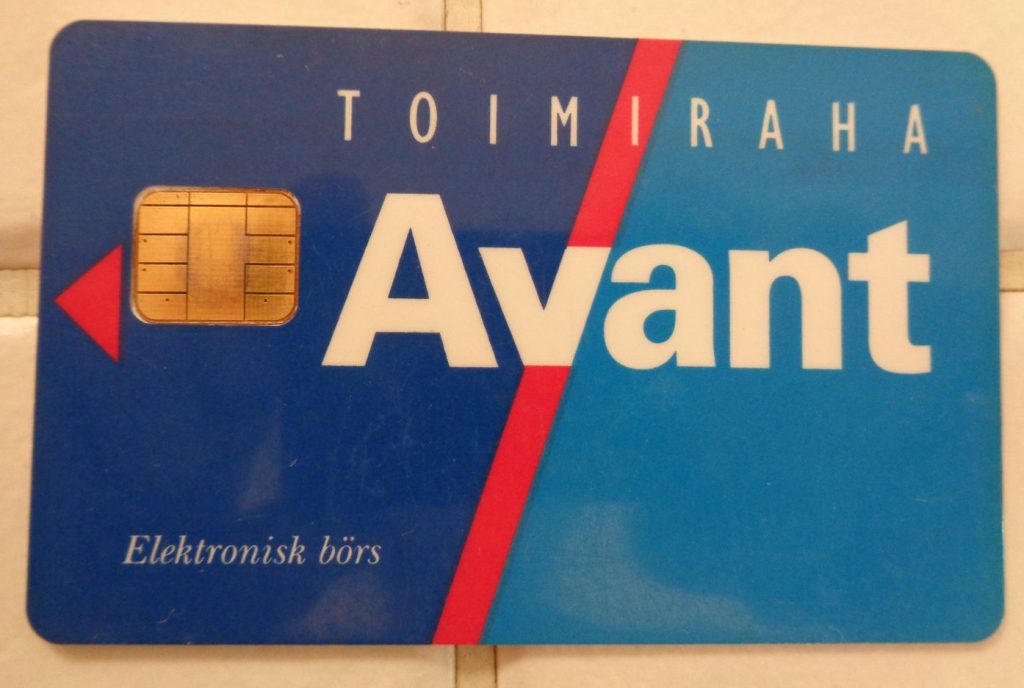 TOIMIRAHA
Avant
Elektronisk börs